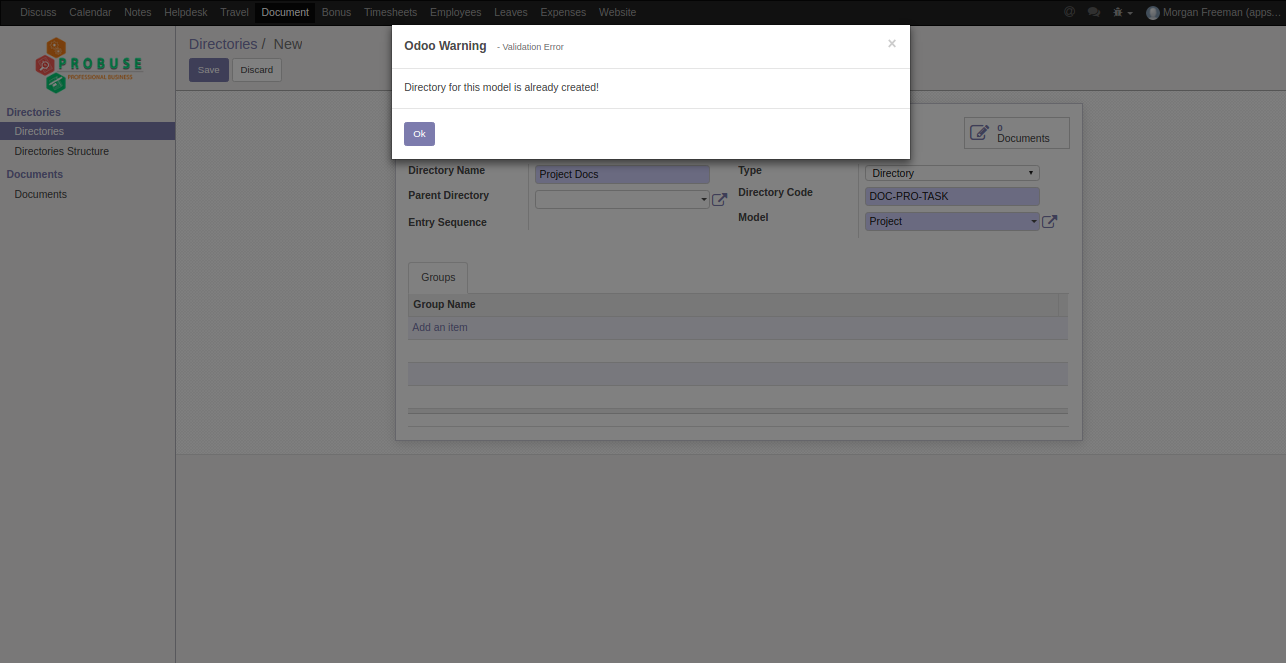 Discuss Calendar Notes Helpdesk Travel Document Bonus Timesheets Employees Leaves Expenses Website @ Morgan Freeman (apps...
PROBUSE
PROFESSIONAL BUSINESS
Directories / New
Save Discard
Odoo Warning - Validation Error ×
Directory for this model is already created!
Ok
Directories
Directories
Directories Structure
Documents
Documents
0
Documents
Directory Name Project Docs
Parent Directory
Entry Sequence
Type Directory
Directory Code DOC-PRO-TASK
Model Project
Groups
Group Name
Add an item